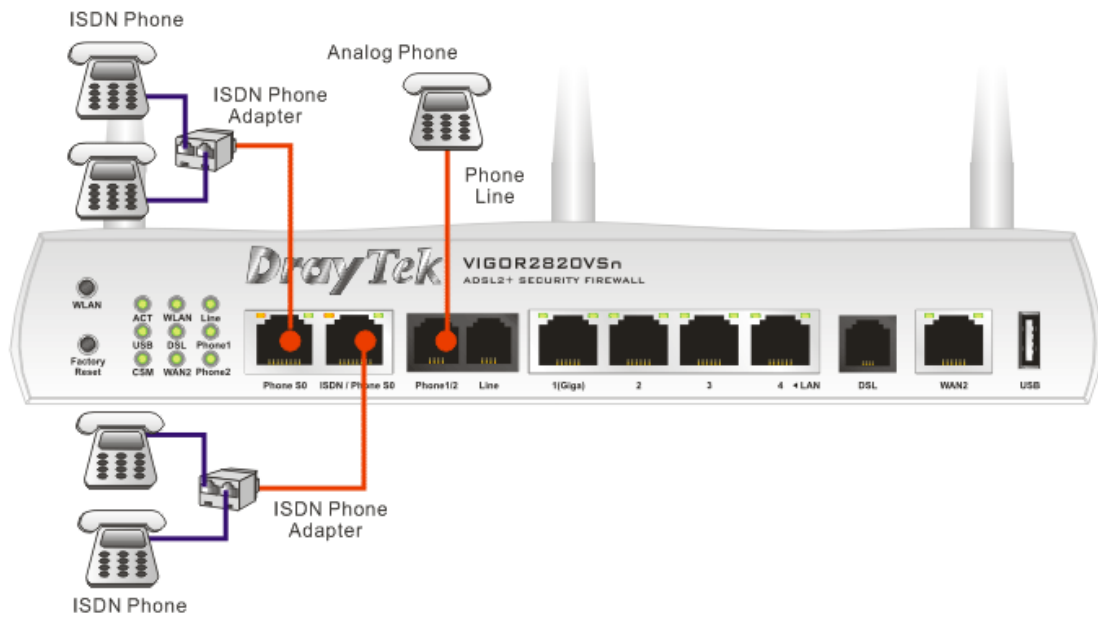 ISDN Phone
ISDN Phone
Adapter
Analog Phone
Phone
Line
DrayTek
VIGOR2820VSn
ADSL2+ SECURITY FIREWALL
WLAN
Factory
Reset
ACT WLAN Line
USB DSL Phone1
CSM WAN2 Phone2
Phone S0 ISDN / Phone S0 Phone1/2 Line 1(Giga) 2 3 4 ◄LAN DSL WAN2 USB
ISDN Phone
Adapter
ISDN Phone